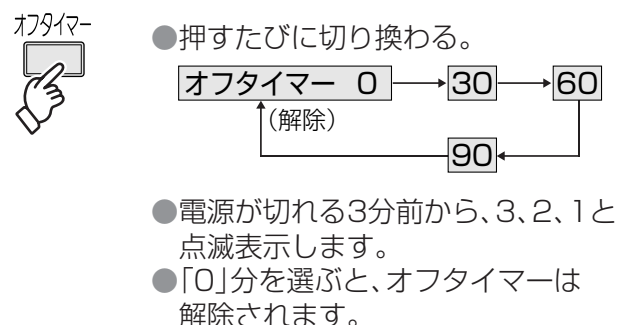 オフタイマー
●押すたびに切り換わる。
オフタイマー 0 30 60
(解除)
90
●電源が切れる3分前から、3、2、1と
点滅表示します。
●「0」分を選ぶと、オフタイマーは
解除されます。